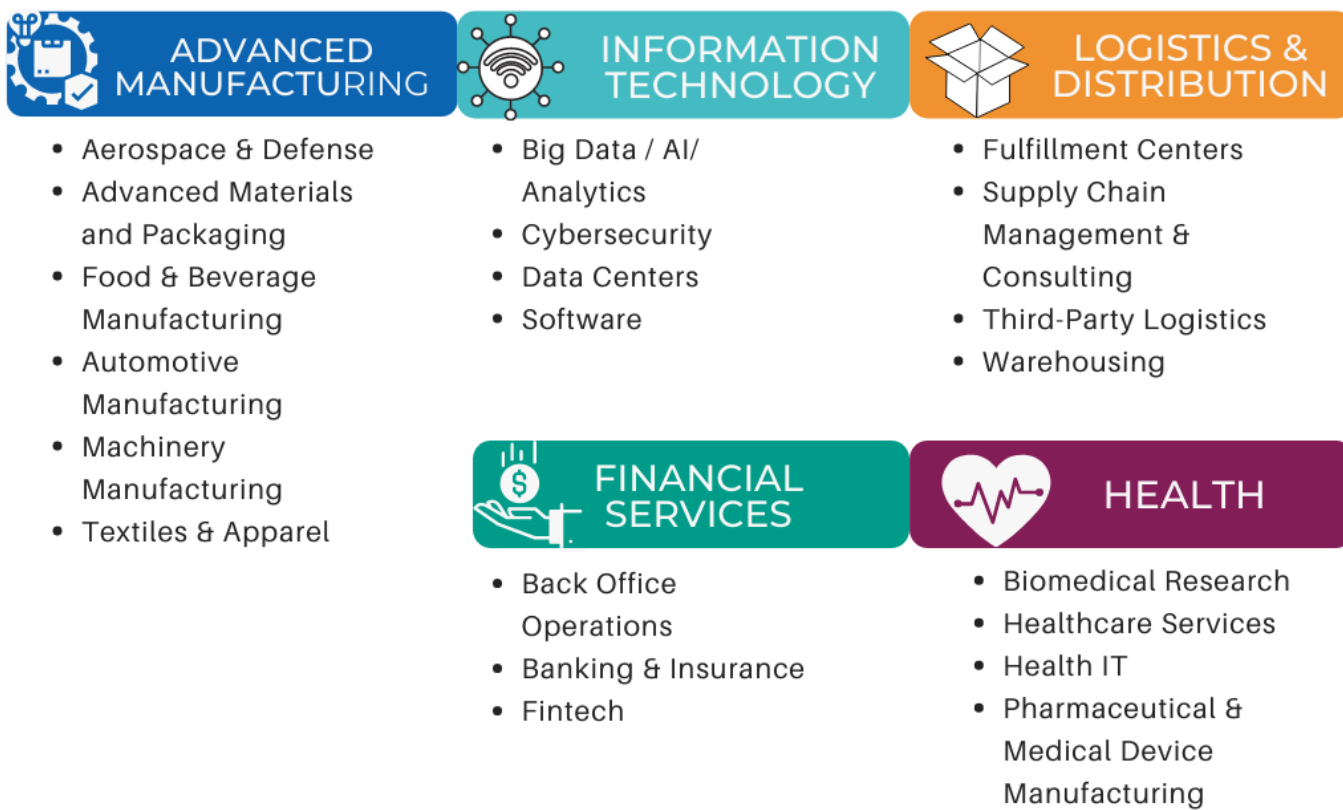 ADVANCED
MANUFACTURING
• Aerospace & Defense
• Advanced Materials
and Packaging
• Food & Beverage
Manufacturing
• Automotive
Manufacturing
• Machinery
Manufacturing
• Textiles & Apparel
INFORMATION
TECHNOLOGY
• Big Data / AI/
Analytics
• Cybersecurity
• Data Centers
• Software
LOGISTICS &
DISTRIBUTION
• Fulfillment Centers
• Supply Chain
Management &
Consulting
• Third-Party Logistics
• Warehousing
$
FINANCIAL
SERVICES
• Back Office
Operations
• Banking & Insurance
• Fintech
HEALTH
• Biomedical Research
• Healthcare Services
• Health IT
• Pharmaceutical &
Medical Device
Manufacturing